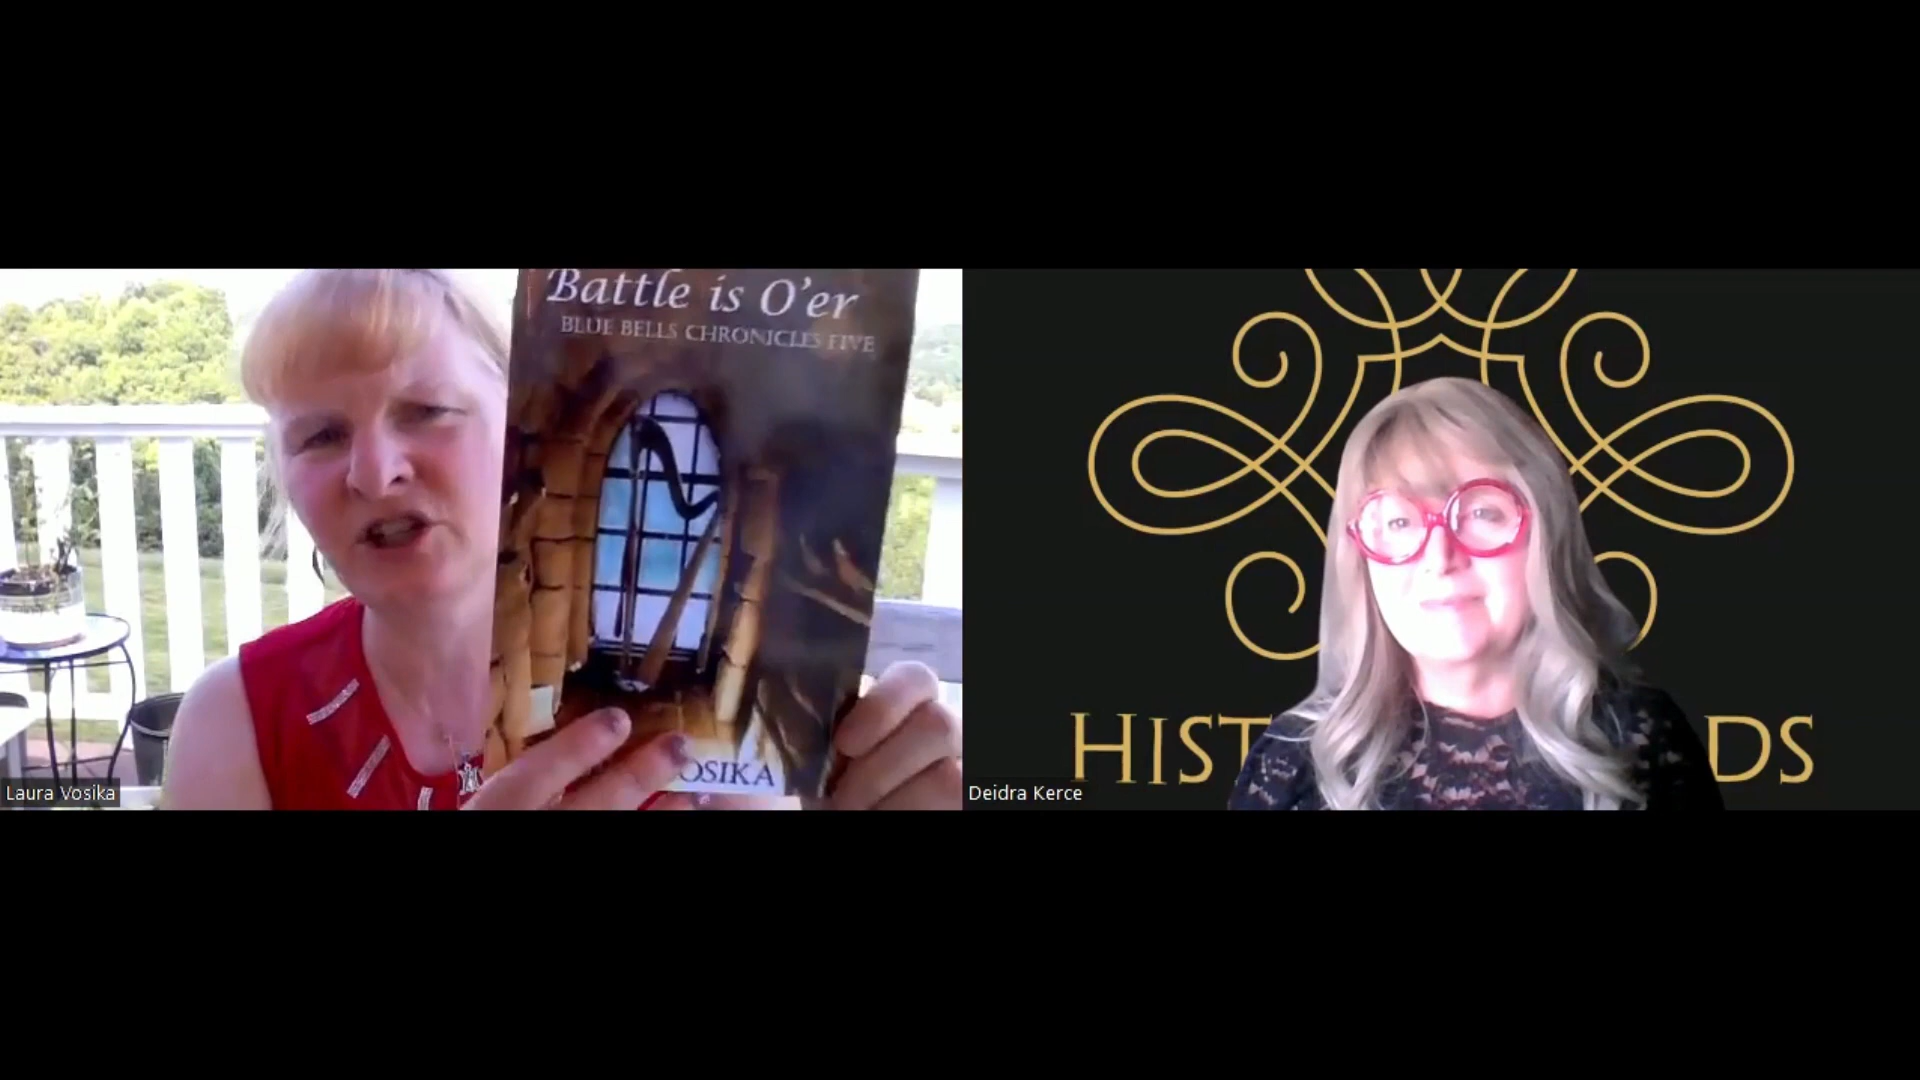 Battle is O'er
BLUE BELLS CHRONICLES FIVE
OSIKA
Laura Vosika
HIST
DS
Deidra Kerce